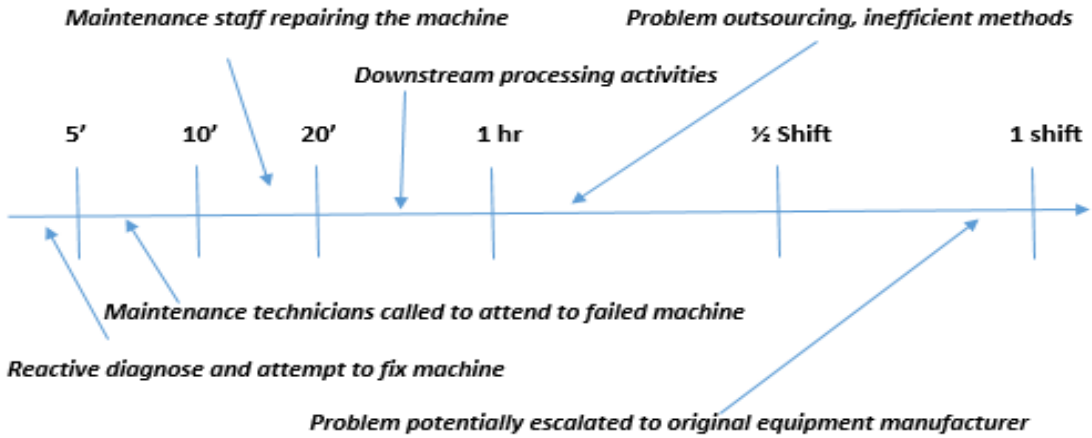 Maintenance staff repairing the machine
Problem outsourcing, inefficient methods
Downstream processing activities
5’ 10’ 20’ 1 hr ½ Shift 1 shift
Maintenance technicians called to attend to failed machine
Reactive diagnose and attempt to fix machine
Problem potentially escalated to original equipment manufacturer